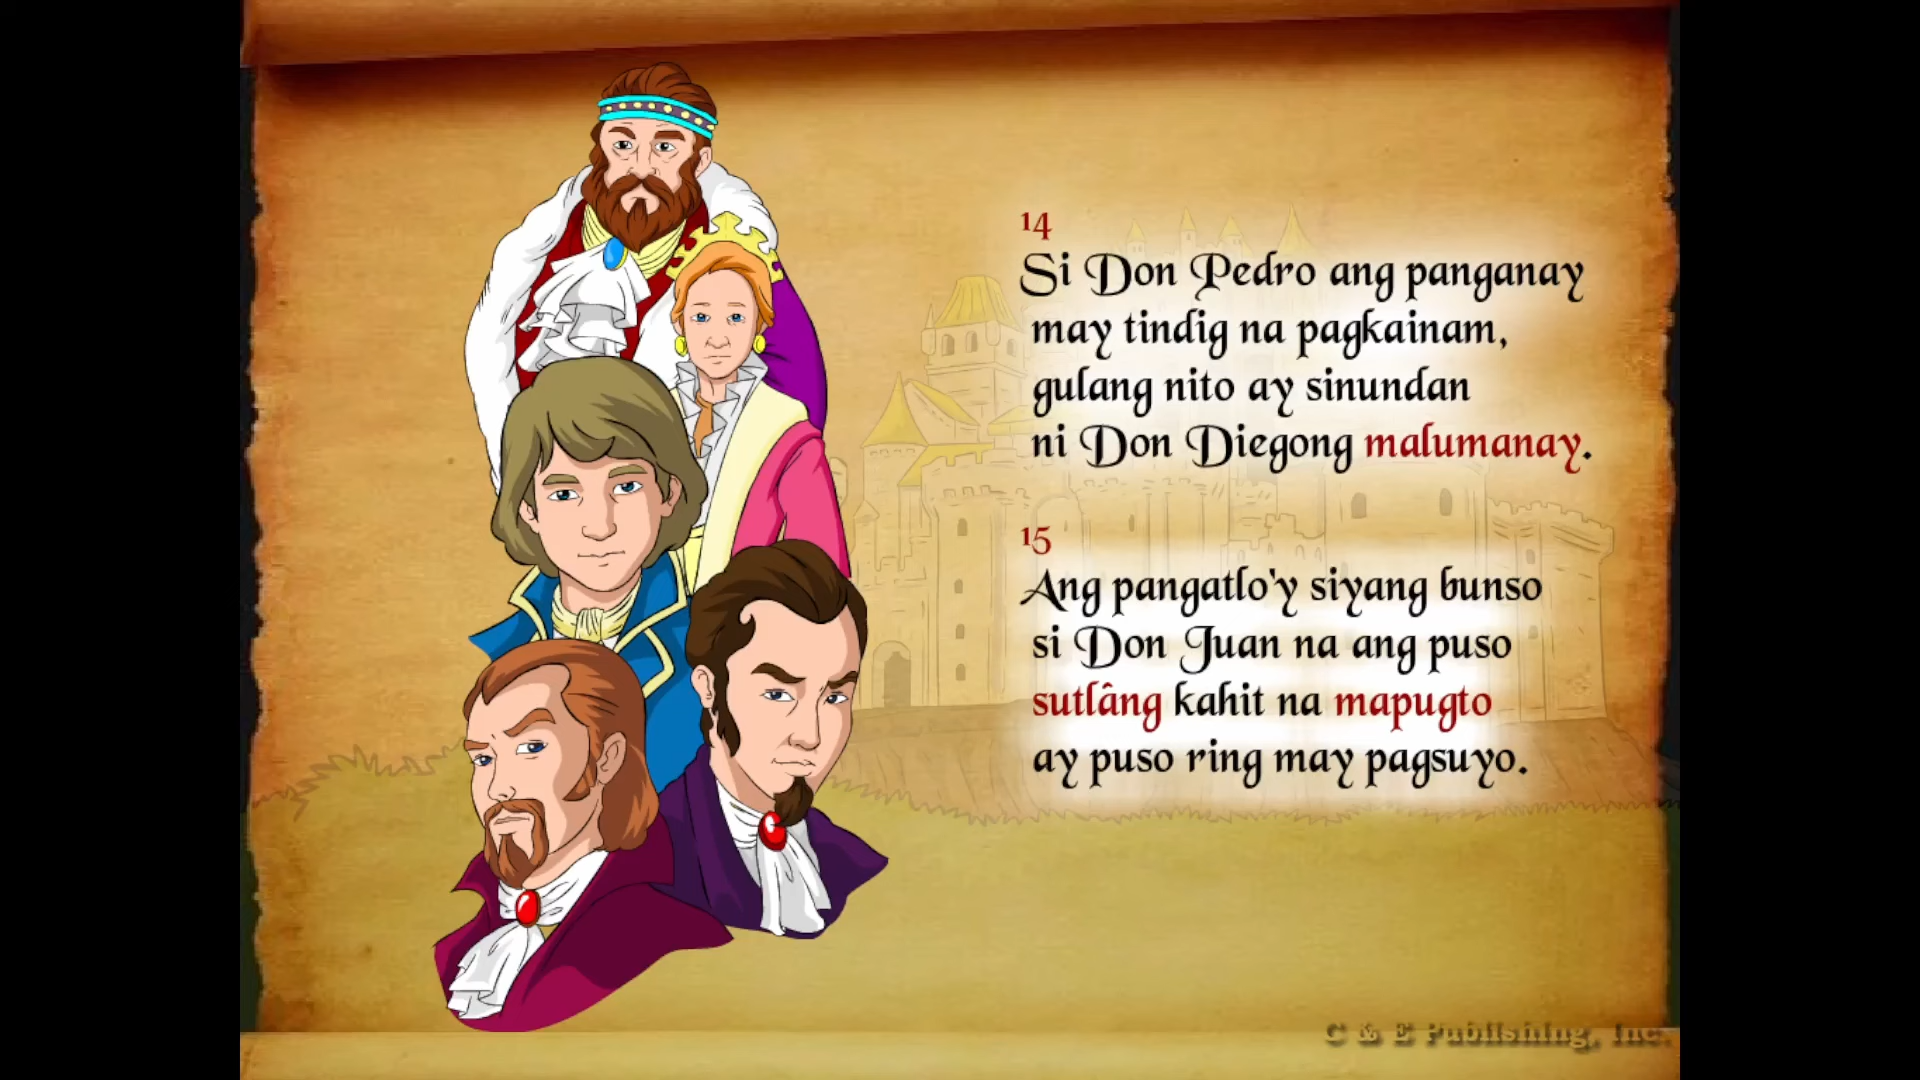 14
Si Don Pedro ang panganay
may tindig na pagkainam,
gulang nito ay sinundan
ni Don Diegong malumanay.
15
Ang pangatlo'y siyang bunso
si Don Juan na ang puso
sutlâng kahit na mapugto
ay puso ring may pagsuyo.
C & E Publishing, Inc.